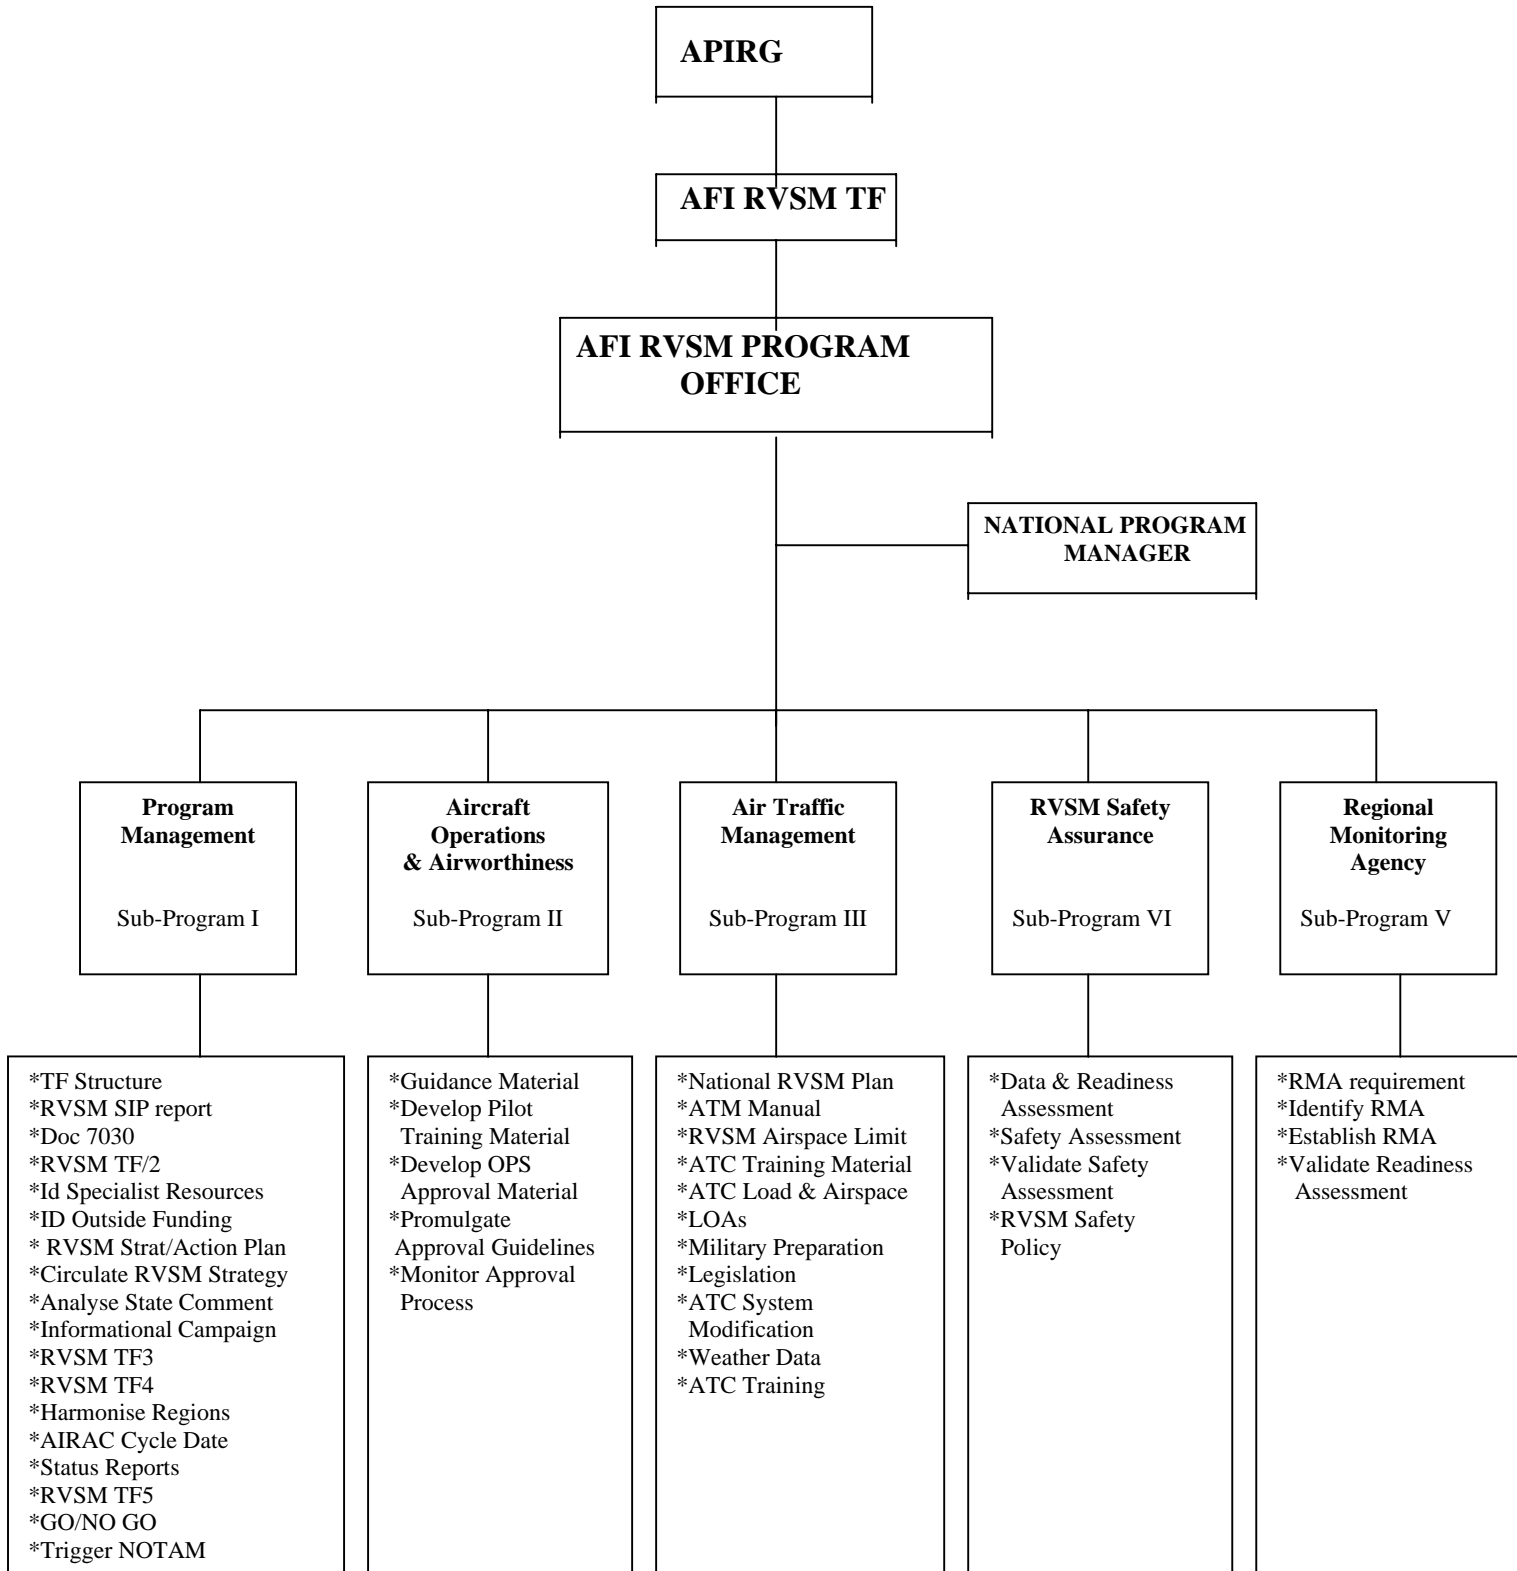 APIRG
AFI RVSM TF
AFI RVSM PROGRAM
OFFICE
NATIONAL PROGRAM
MANAGER
Program
Management
Sub-Program I
Aircraft
Operations
& Airworthiness
Sub-Program II
Air Traffic
Management
Sub-Program III
RVSM Safety
Assurance
Sub-Program VI
Regional
Monitoring
Agency
Sub-Program V
*TF Structure
*RVSM SIP report
*Doc 7030
*RVSM TF/2
*Id Specialist Resources
*ID Outside Funding
* RVSM Strat/Action Plan
*Circulate RVSM Strategy
*Analyse State Comment
*Informational Campaign
*RVSM TF3
*RVSM TF4
*Harmonise Regions
*AIRAC Cycle Date
*Status Reports
*RVSM TF5
*GO/NO GO
*Trigger NOTAM
*Guidance Material
*Develop Pilot
Training Material
*Develop OPS
Approval Material
*Promulgate
Approval Guidelines
*Monitor Approval
Process
*National RVSM Plan
*ATM Manual
*RVSM Airspace Limit
*ATC Training Material
*ATC Load & Airspace
*LOAs
*Military Preparation
*Legislation
*ATC System
Modification
*Weather Data
*ATC Training
*Data & Readiness
Assessment
*Safety Assessment
*Validate Safety
Assessment
*RVSM Safety
Policy
*RMA requirement
*Identify RMA
*Establish RMA
*Validate Readiness
Assessment